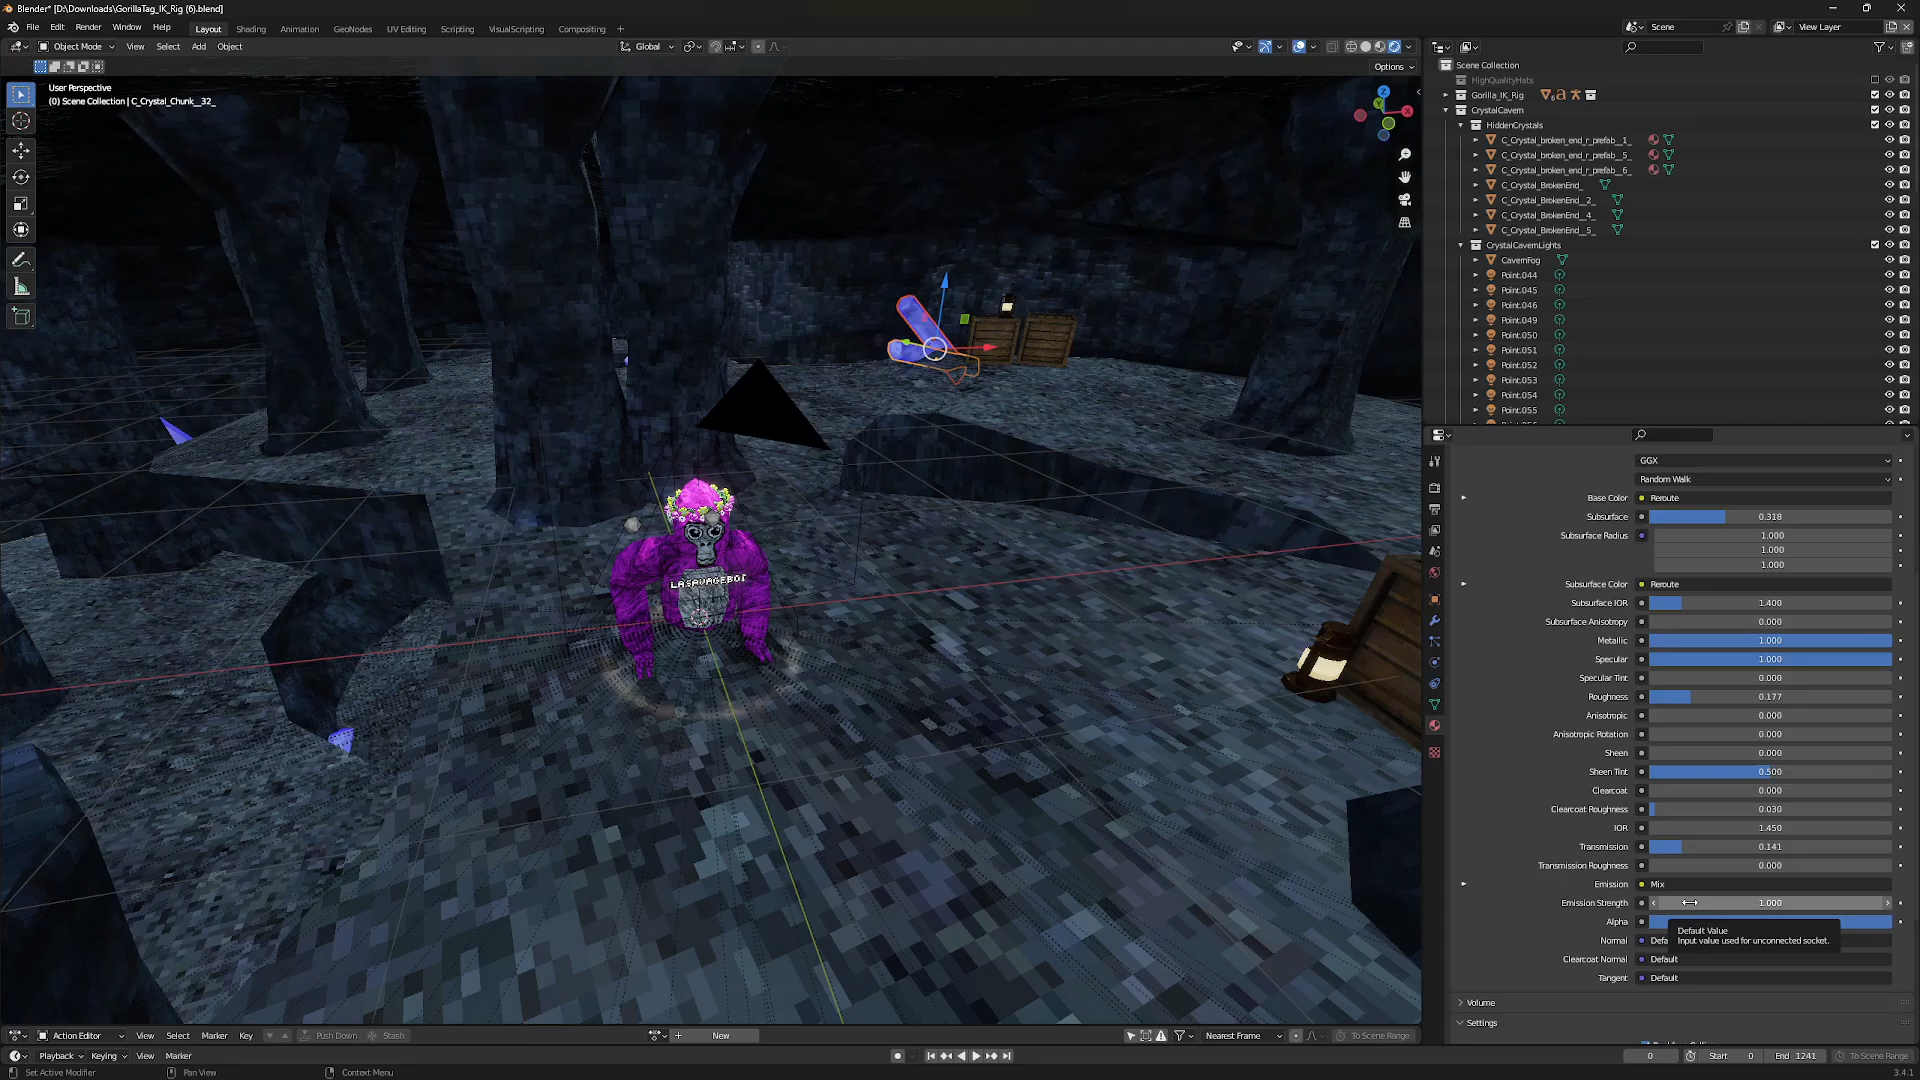 Blender* [D:\Downloads\GorillaTag_IK_Rig (6).blend]
File Edit Render Window Help Layout Shading Animation GeoNodes UV Editing Scripting VisualScripting Compositing + Scene View Layer
Object Mode View Select Add Object Global
Options
User Perspective
(0) Scene Collection | C_Crystal_Chunk__32_
Scene Collection
HighQualityHats
Gorilla_IK_Rig
CrystalCavern
HiddenCrystals
C_Crystal_broken_end_r_prefab__1_
C_Crystal_broken_end_r_prefab__5_
C_Crystal_broken_end_r_prefab__6_
C_Crystal_BrokenEnd_
C_Crystal_BrokenEnd__2_
C_Crystal_BrokenEnd__4_
C_Crystal_BrokenEnd__5_
CrystalCavernLights
CavernFog
Point.044
Point.045
Point.046
Point.049
Point.050
Point.051
Point.052
Point.053
Point.054
Point.055
LASAVAGEBOI
GGX
Random Walk
Base Color Reroute
Subsurface 0.318
Subsurface Radius 1.000
1.000
1.000
Subsurface Color Reroute
Subsurface IOR 1.400
Subsurface Anisotropy 0.000
Metallic 1.000
Specular 1.000
Specular Tint 0.000
Roughness 0.177
Anisotropic 0.000
Anisotropic Rotation 0.000
Sheen 0.000
Sheen Tint 0.500
Clearcoat 0.000
Clearcoat Roughness 0.030
IOR 1.450
Transmission 0.141
Transmission Roughness 0.000
Emission Mix
Emission Strength 1.000
Alpha
Default Value
Input value used for unconnected socket.
Normal Defa
Clearcoat Normal Default
Tangent Default
Volume
Settings
Action Editor View Select Marker Key Push Down Stash + New Nearest Frame To Scene Range
Playback Keying View Marker 0 Start 0 End 1241 To Scene Range
Set Active Modifier Pan View Context Menu 3.4.1